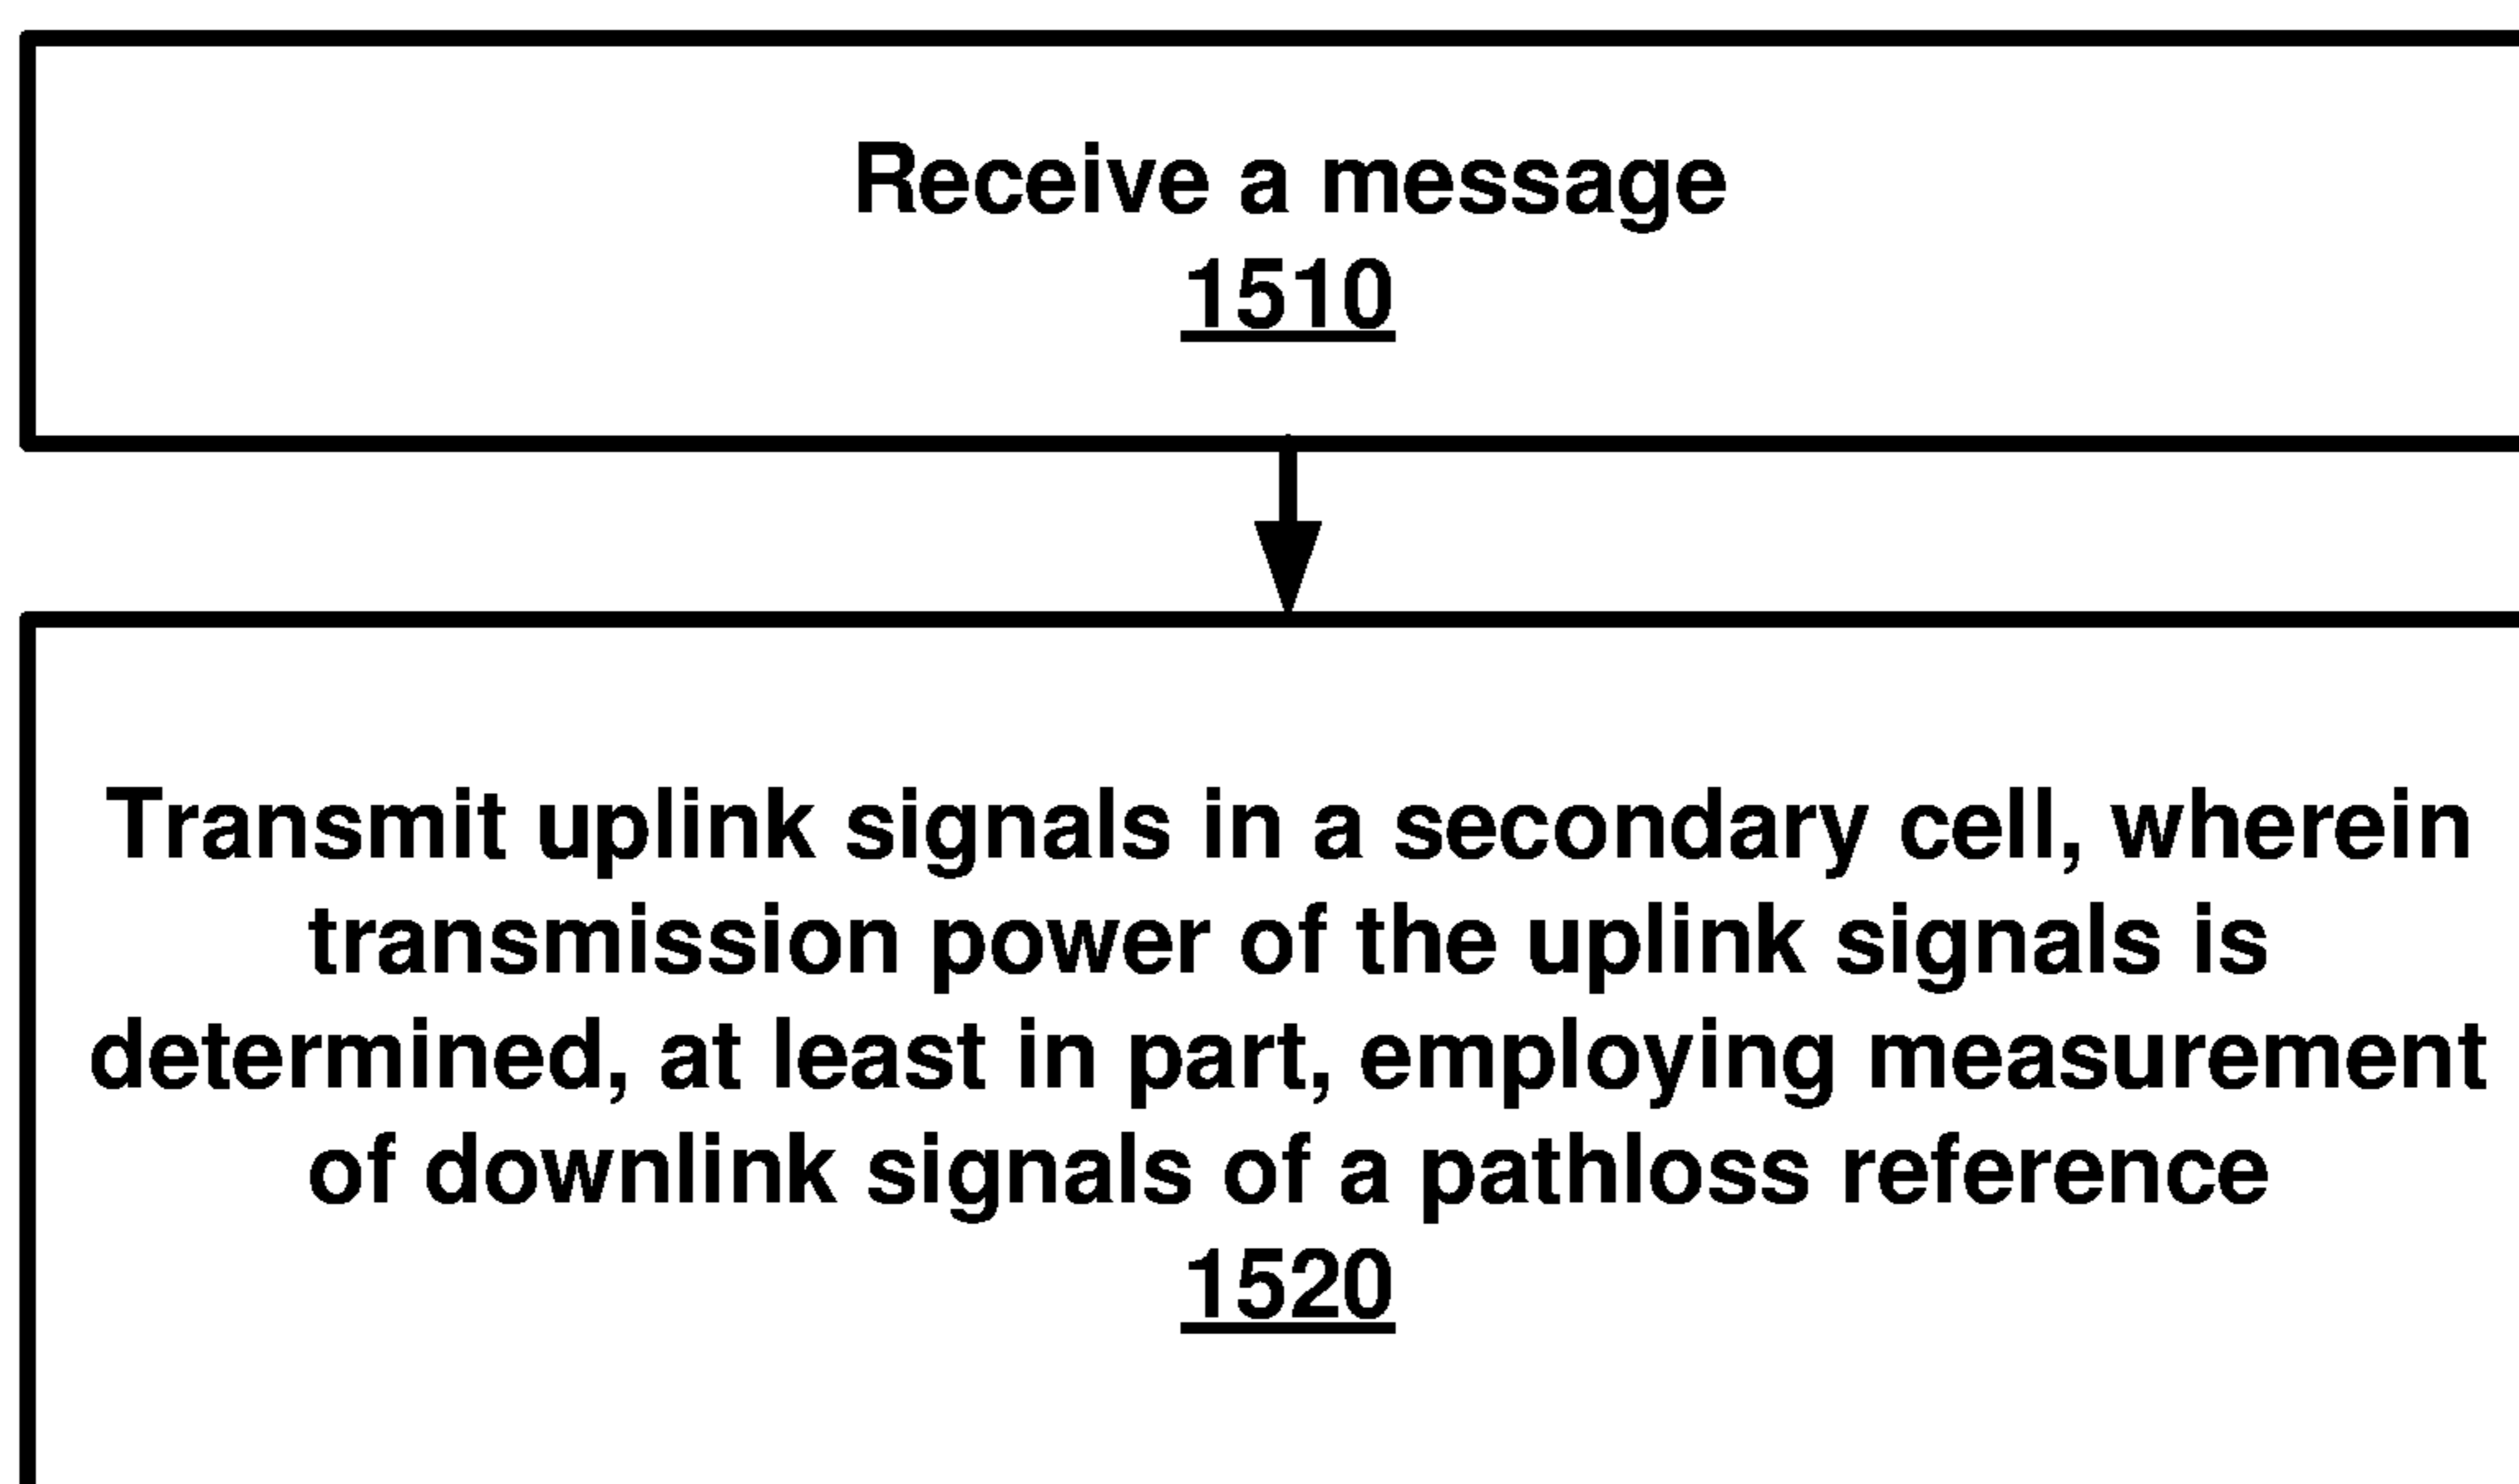 Receive a message
1510
Transmit uplink signals in a secondary cell, wherein
transmission power of the uplink signals is
determined, at least in part, employing measurement
of downlink signals of a pathloss reference
1520